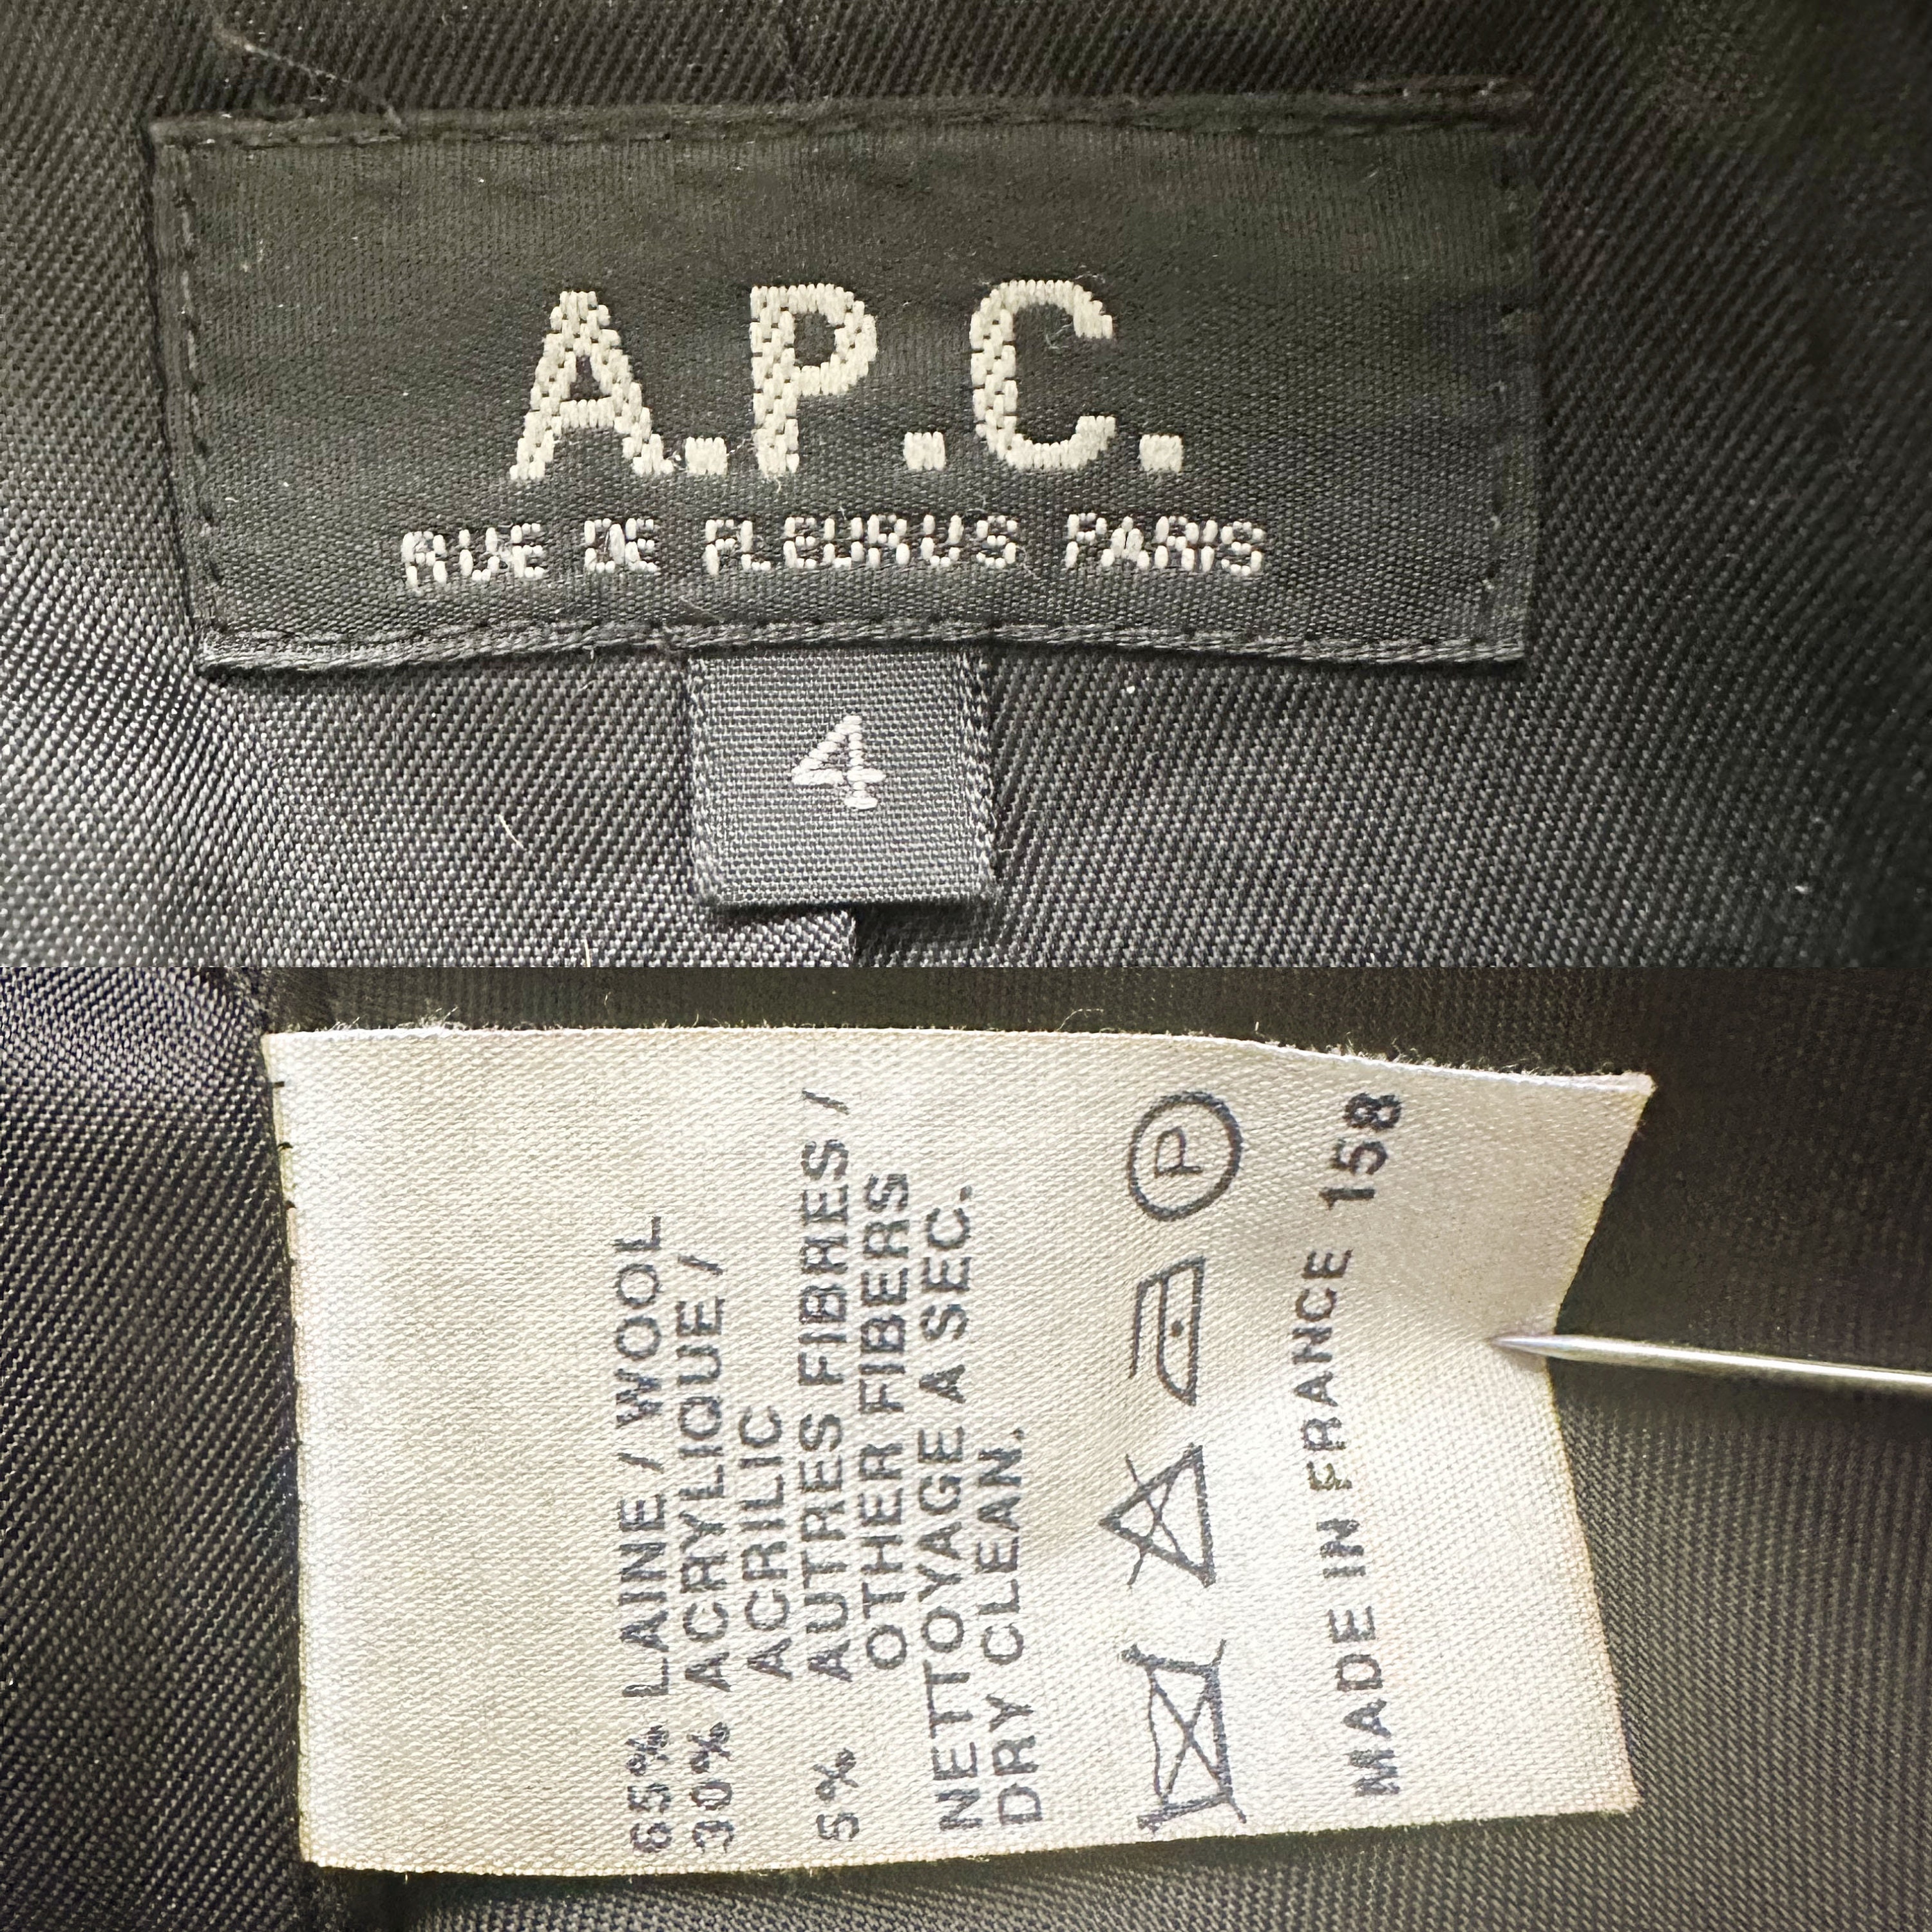 A.P.C.
RUE DE FLEURUS PARIS
4
65% LAINE / WOOL
30% ACRYLIQUE /
ACRILIC
5% AUTRES FIBRES /
OTHER FIBERS
NETTOYAGE A SEC.
DRY CLEAN.
P
MADE IN FRANCE 158